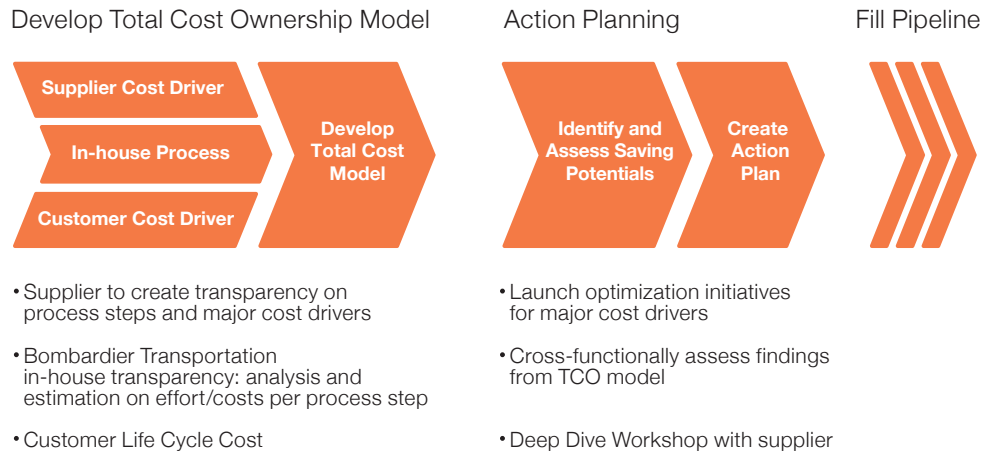 Develop Total Cost Ownership Model
Action Planning
Fill Pipeline
Supplier Cost Driver
In-house Process
Customer Cost Driver
Develop
Total Cost
Model
Identify and
Assess Saving
Potentials
Create
Action
Plan
• Supplier to create transparency on
process steps and major cost drivers
• Bombardier Transportation
in-house transparency: analysis and
estimation on effort/costs per process step
• Customer Life Cycle Cost
• Launch optimization initiatives
for major cost drivers
• Cross-functionally assess findings
from TCO model
• Deep Dive Workshop with supplier